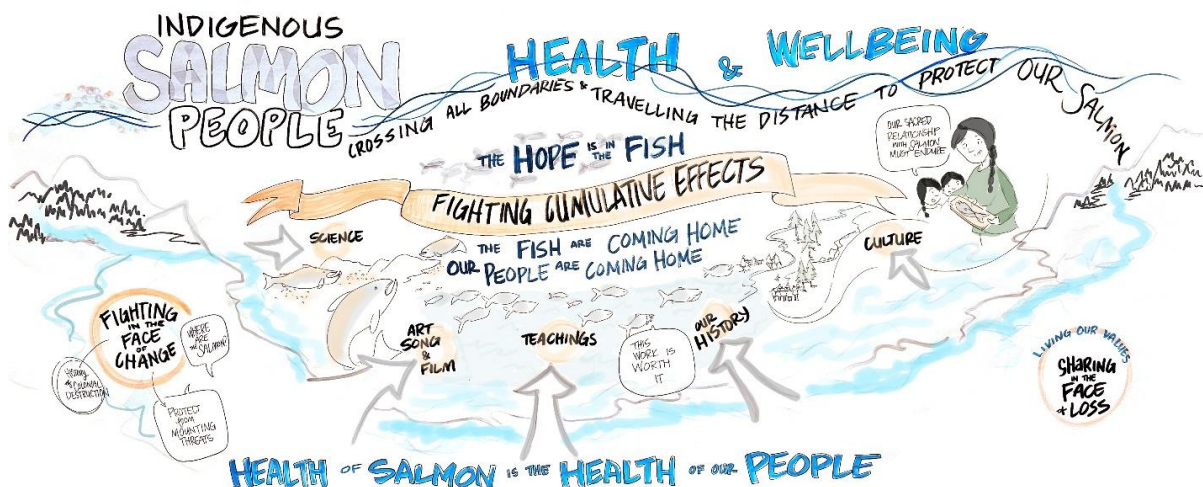 INDIGENOUS
SALMON
PEOPLE
HEALTH & WELLBEING
CROSSING ALL BOUNDARIES & TRAVELLING THE DISTANCE TO PROTECT OUR SALMON
THE HOPE IS IN THE FISH
FIGHTING CUMULATIVE EFFECTS
THE FISH ARE COMING HOME
OUR PEOPLE ARE COMING HOME
OUR SACRED
RELATIONSHIP
WITH SALMON
MUST ENDURE
SCIENCE
CULTURE
FIGHTING
IN THE
FACE
OF
CHANGE
WHERE
ARE
THE SALMON?
COLONIAL
DESTRUCTION
PROTECT
from
MOUNTING
THREATS
ART
SONG
&
FILM
TEACHINGS
THIS
WORK IS
WORTH
IT
OUR
HISTORY
LIVING OUR VALUES
SHARING
IN THE
FACE
of
LOSS
HEALTH OF SALMON IS THE HEALTH OF OUR PEOPLE